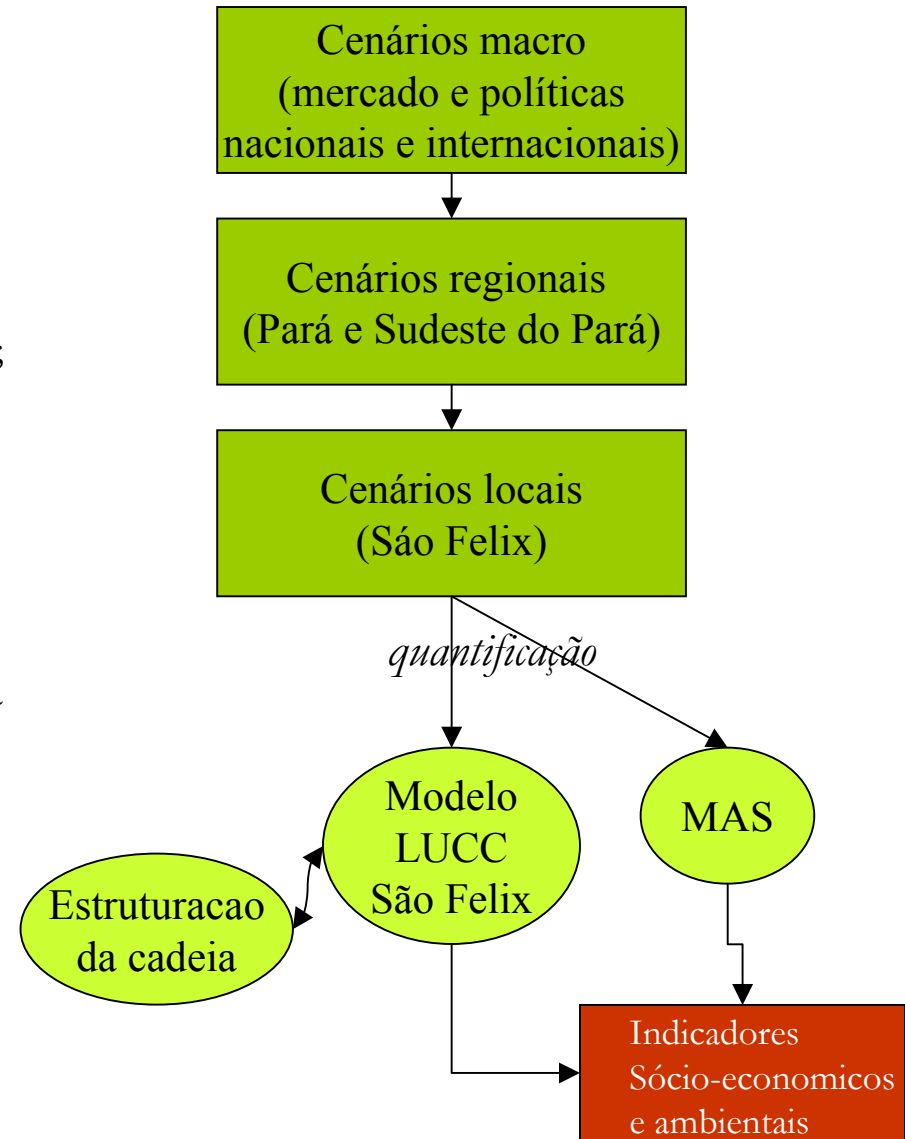 Cenários macro
(mercado e políticas
nacionais e internacionais)
Cenários regionais
(Pará e Sudeste do Pará)
;
Cenários locais
(Sáo Felix)
quantificação
Modelo
LUCC
São Felix
MAS
Estruturacao
da cadeia
Indicadores
Sócio-economicos
e ambientais